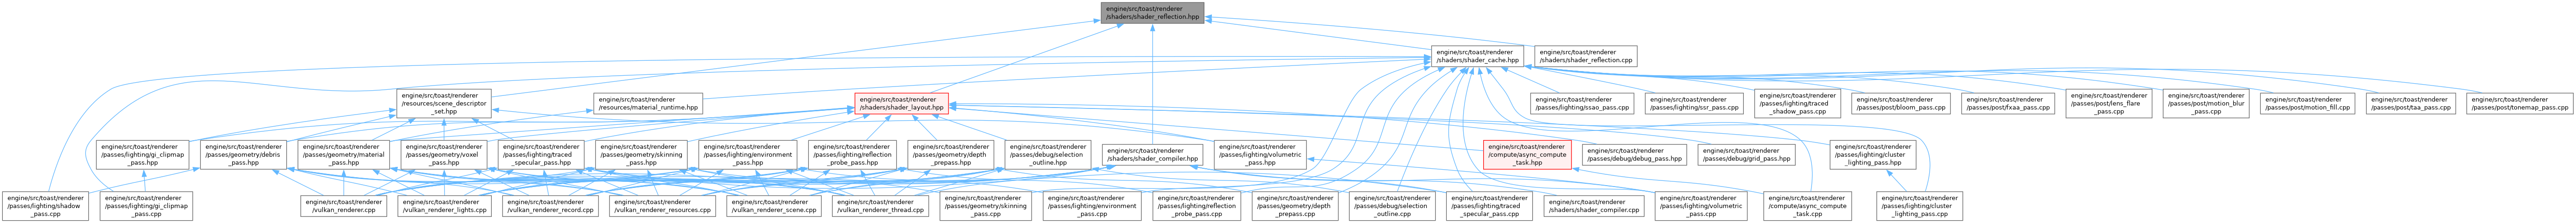 engine/src/toast/renderer
/shaders/shader_reflection.hpp
engine/src/toast/renderer
/shaders/shader_cache.hpp
engine/src/toast/renderer
/shaders/shader_reflection.cpp
engine/src/toast/renderer
/resources/scene_descriptor
_set.hpp
engine/src/toast/renderer
/resources/material_runtime.hpp
engine/src/toast/renderer
/shaders/shader_layout.hpp
engine/src/toast/renderer
/passes/lighting/ssao_pass.cpp
engine/src/toast/renderer
/passes/lighting/ssr_pass.cpp
engine/src/toast/renderer
/passes/lighting/traced
_shadow_pass.cpp
engine/src/toast/renderer
/passes/post/bloom_pass.cpp
engine/src/toast/renderer
/passes/post/fxaa_pass.cpp
engine/src/toast/renderer
/passes/post/lens_flare
_pass.cpp
engine/src/toast/renderer
/passes/post/motion_blur
_pass.cpp
engine/src/toast/renderer
/passes/post/motion_fill.cpp
engine/src/toast/renderer
/passes/post/taa_pass.cpp
engine/src/toast/renderer
/passes/post/tonemap_pass.cpp
engine/src/toast/renderer
/passes/lighting/gi_clipmap
_pass.hpp
engine/src/toast/renderer
/passes/geometry/debris
_pass.hpp
engine/src/toast/renderer
/passes/geometry/material
_pass.hpp
engine/src/toast/renderer
/passes/geometry/voxel
_pass.hpp
engine/src/toast/renderer
/passes/lighting/traced
_specular_pass.hpp
engine/src/toast/renderer
/passes/geometry/skinning
_pass.hpp
engine/src/toast/renderer
/passes/lighting/environment
_pass.hpp
engine/src/toast/renderer
/passes/lighting/reflection
_probe_pass.hpp
engine/src/toast/renderer
/passes/geometry/depth
_prepass.hpp
engine/src/toast/renderer
/passes/debug/selection
_outline.hpp
engine/src/toast/renderer
/shaders/shader_compiler.hpp
engine/src/toast/renderer
/passes/lighting/volumetric
_pass.hpp
engine/src/toast/renderer
/compute/async_compute
_task.hpp
engine/src/toast/renderer
/passes/debug/debug_pass.hpp
engine/src/toast/renderer
/passes/debug/grid_pass.hpp
engine/src/toast/renderer
/passes/lighting/cluster
_lighting_pass.hpp
engine/src/toast/renderer
/passes/lighting/shadow
_pass.cpp
engine/src/toast/renderer
/passes/lighting/gi_clipmap
_pass.cpp
engine/src/toast/renderer
/vulkan_renderer.cpp
engine/src/toast/renderer
/vulkan_renderer_lights.cpp
engine/src/toast/renderer
/vulkan_renderer_record.cpp
engine/src/toast/renderer
/vulkan_renderer_resources.cpp
engine/src/toast/renderer
/vulkan_renderer_scene.cpp
engine/src/toast/renderer
/vulkan_renderer_thread.cpp
engine/src/toast/renderer
/passes/geometry/skinning
_pass.cpp
engine/src/toast/renderer
/passes/lighting/environment
_pass.cpp
engine/src/toast/renderer
/passes/lighting/reflection
_probe_pass.cpp
engine/src/toast/renderer
/passes/geometry/depth
_prepass.cpp
engine/src/toast/renderer
/passes/debug/selection
_outline.cpp
engine/src/toast/renderer
/passes/lighting/traced
_specular_pass.cpp
engine/src/toast/renderer
/shaders/shader_compiler.cpp
engine/src/toast/renderer
/passes/lighting/volumetric
_pass.cpp
engine/src/toast/renderer
/compute/async_compute
_task.cpp
engine/src/toast/renderer
/passes/lighting/cluster
_lighting_pass.cpp